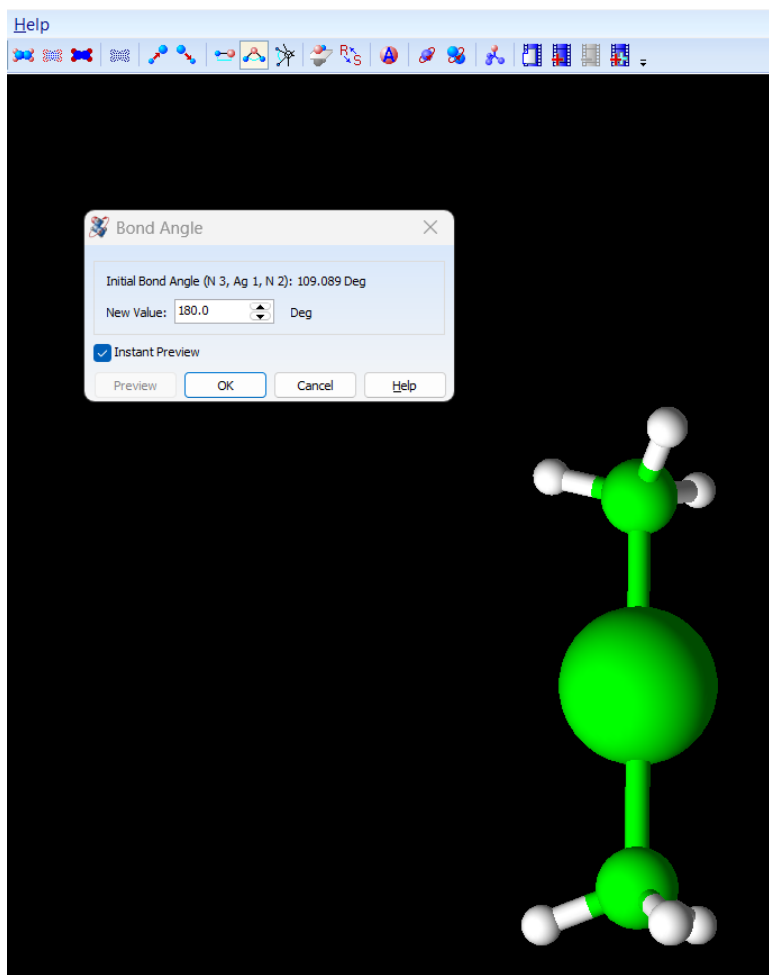 Help
R S
A
Bond Angle
Initial Bond Angle (N 3, Ag 1, N 2): 109.089 Deg
New Value: 180.0 Deg
Instant Preview
Preview OK Cancel Help